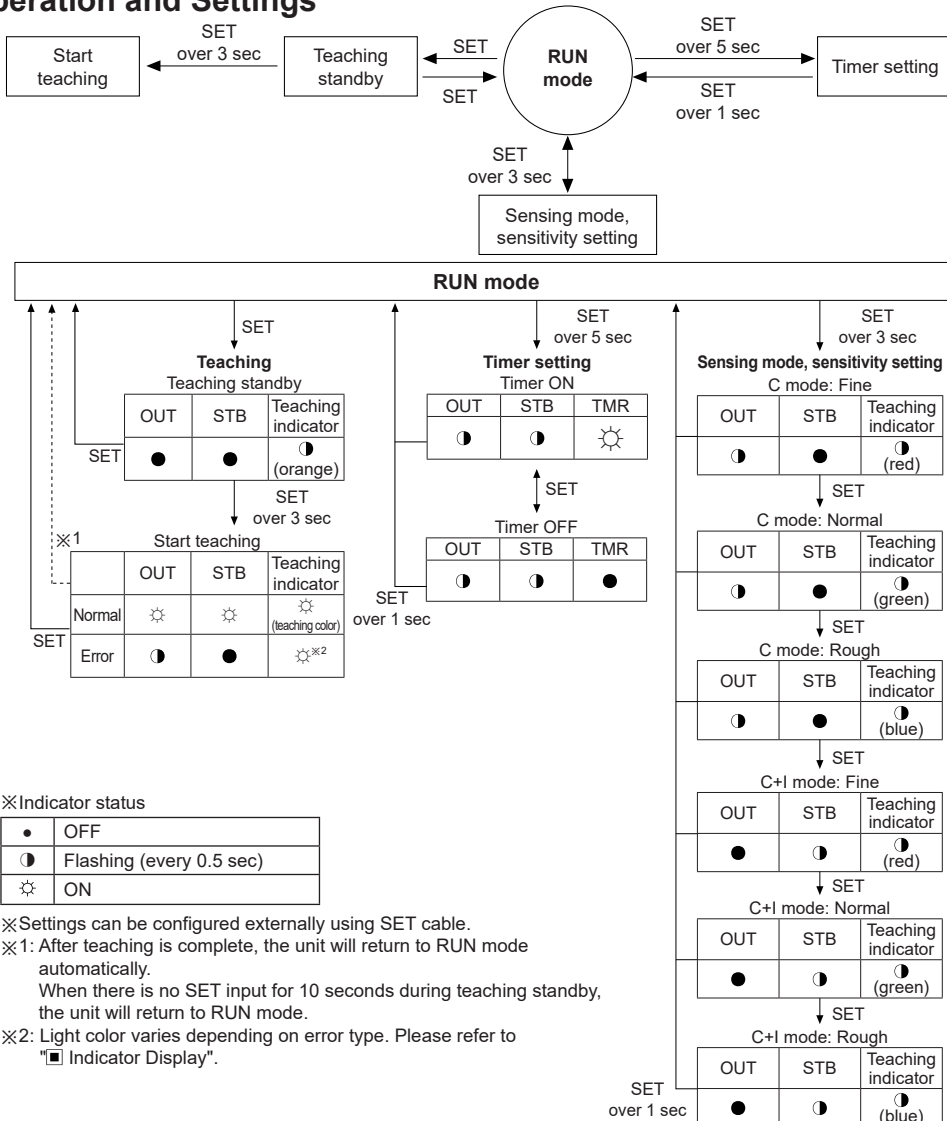 SET
over 3 sec
Start
teaching
Teaching
standby
SET
SET
RUN
mode
SET
over 5 sec
SET
over 1 sec
Timer setting
SET
over 3 sec
Sensing mode,
sensitivity setting
RUN mode
SET
Teaching
Teaching standby
OUT STB Teaching indicator
● ● ◑ (orange)
SET
SET
over 3 sec
※1
Start teaching
OUT STB Teaching indicator
Normal ☼ ☼ ☼ (teaching color)
Error ◑ ● ☼※2
SET
SET
over 5 sec
Timer setting
Timer ON
OUT STB TMR
◑ ◑ ☼
SET
Timer OFF
OUT STB TMR
◑ ◑ ●
SET
over 1 sec
SET
over 3 sec
Sensing mode, sensitivity setting
C mode: Fine
OUT STB Teaching indicator
◑ ● ◑ (red)
SET
C mode: Normal
OUT STB Teaching indicator
◑ ● ◑ (green)
SET
C mode: Rough
OUT STB Teaching indicator
◑ ● ◑ (blue)
SET
C+I mode: Fine
OUT STB Teaching indicator
● ◑ ◑ (red)
SET
C+I mode: Normal
OUT STB Teaching indicator
● ◑ ◑ (green)
SET
C+I mode: Rough
OUT STB Teaching indicator
● ◑ ◑ (blue)
SET
over 1 sec
※Indicator status
● OFF
◑ Flashing (every 0.5 sec)
☼ ON
※Settings can be configured externally using SET cable.
※1: After teaching is complete, the unit will return to RUN mode
automatically.
When there is no SET input for 10 seconds during teaching standby,
the unit will return to RUN mode.
※2: Light color varies depending on error type. Please refer to
"▣ Indicator Display".